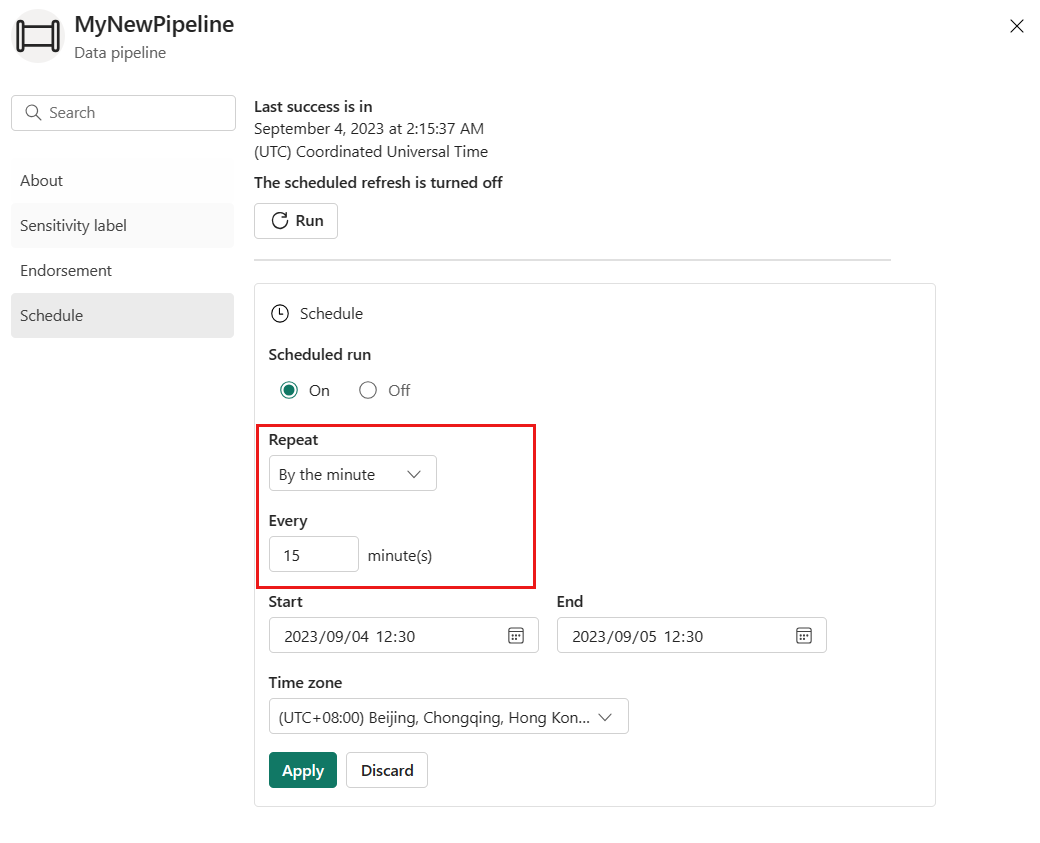 MyNewPipeline
Data pipeline
Search
About
Sensitivity label
Endorsement
Schedule
Last success is in
September 4, 2023 at 2:15:37 AM
(UTC) Coordinated Universal Time
The scheduled refresh is turned off
Run
Schedule
Scheduled run
On Off
Repeat
By the minute
Every
15 minute(s)
Start End
2023/09/04 12:30 2023/09/05 12:30
Time zone
(UTC+08:00) Beijing, Chongqing, Hong Kon...
Apply Discard